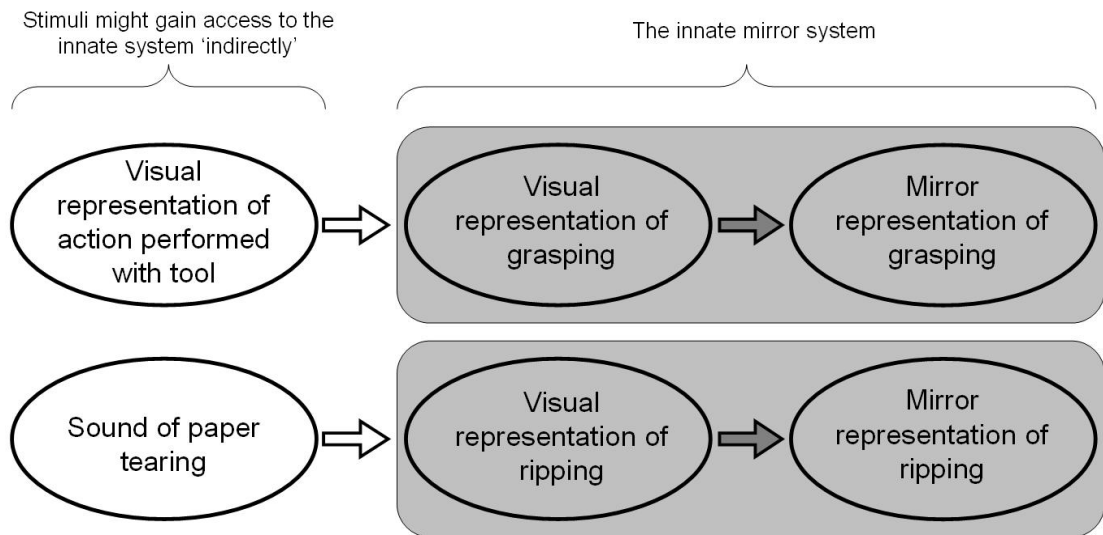 Stimuli might gain access to the
innate system ‘indirectly’
The innate mirror system
Visual
representation of
action performed
with tool
Visual
representation of
grasping
Mirror
representation of
grasping
Sound of paper
tearing
Visual
representation of
ripping
Mirror
representation of
ripping